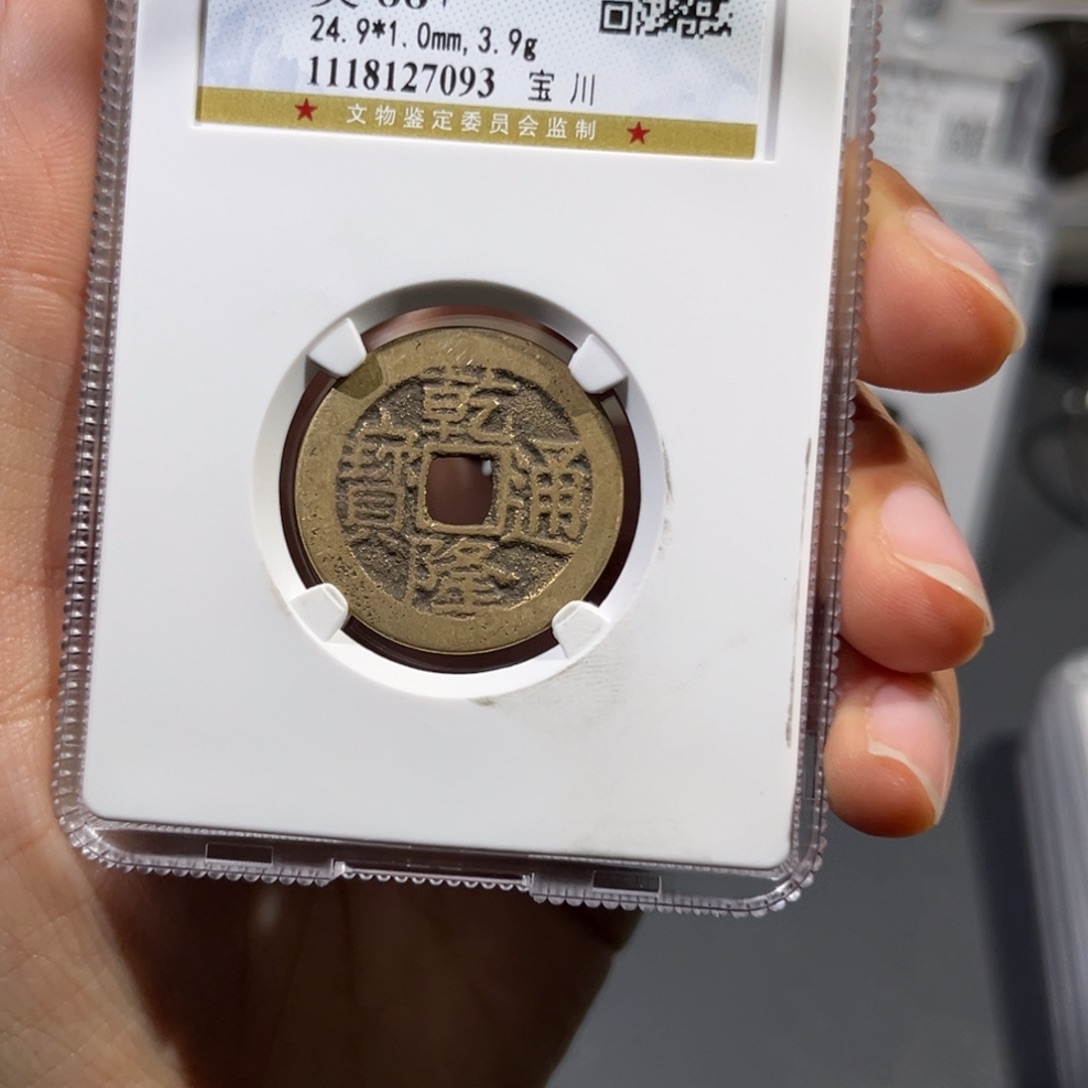 24.9*1.0mm, 3.9g
1118127093 宝川
★ 文物鉴定委员会监制 ★
乾
隆
通
寳